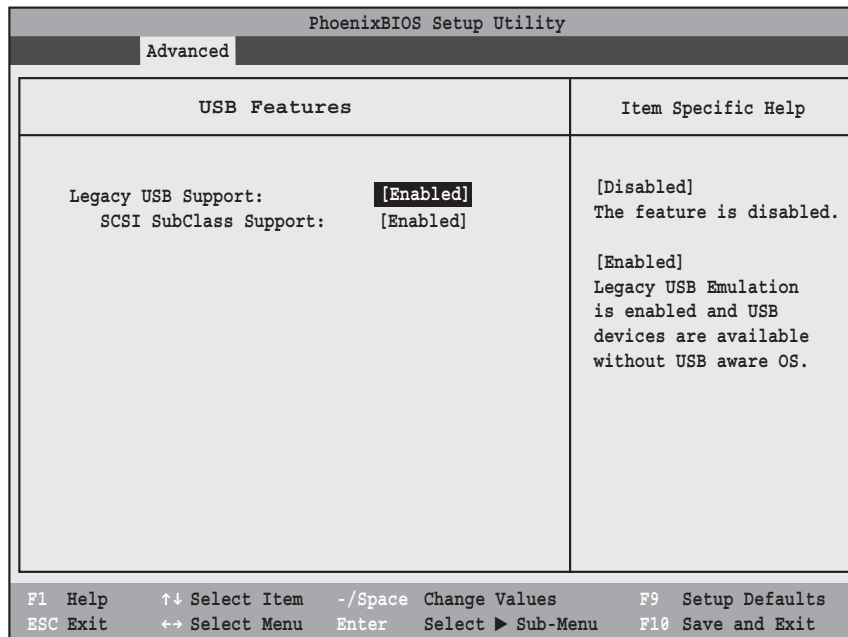 PhoenixBIOS Setup Utility
Advanced
USB Features
Item Specific Help
Legacy USB Support: [Enabled]
SCSI SubClass Support: [Enabled]
[Disabled]
The feature is disabled.
[Enabled]
Legacy USB Emulation
is enabled and USB
devices are available
without USB aware OS.
F1 Help ↑↓ Select Item -/Space Change Values F9 Setup Defaults
ESC Exit ←→ Select Menu Enter Select ▶ Sub-Menu F10 Save and Exit